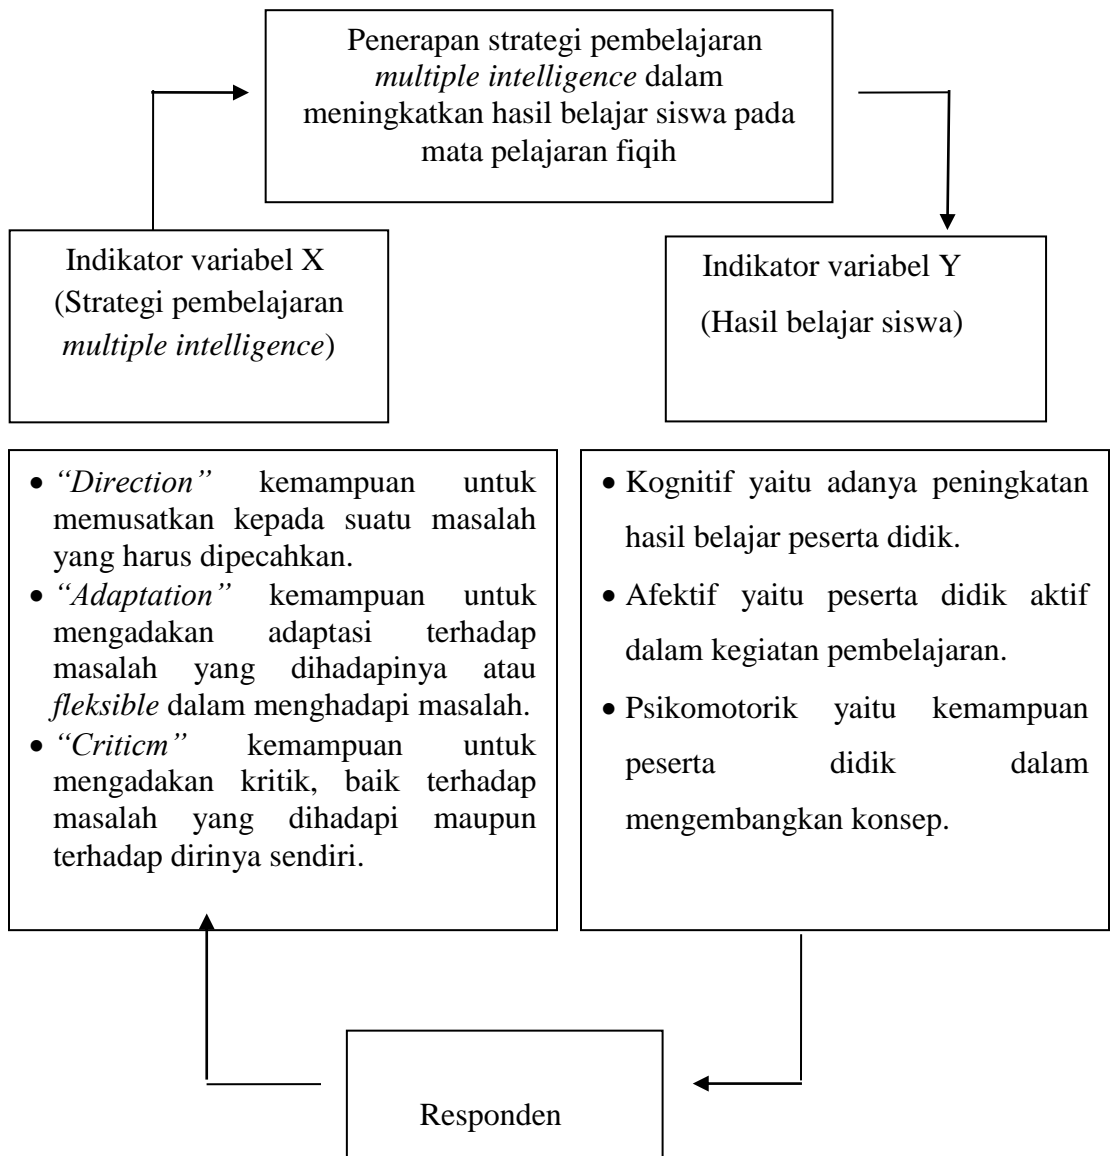 Penerapan strategi pembelajaran
multiple intelligence dalam
meningkatkan hasil belajar siswa pada
mata pelajaran fiqih
Indikator variabel X
(Strategi pembelajaran
multiple intelligence)
Indikator variabel Y
(Hasil belajar siswa)
• “Direction” kemampuan untuk
memusatkan kepada suatu masalah
yang harus dipecahkan.
• “Adaptation” kemampuan untuk
mengadakan adaptasi terhadap
masalah yang dihadapinya atau
fleksible dalam menghadapi masalah.
• “Criticm” kemampuan untuk
mengadakan kritik, baik terhadap
masalah yang dihadapi maupun
terhadap dirinya sendiri.
• Kognitif yaitu adanya peningkatan
hasil belajar peserta didik.
• Afektif yaitu peserta didik aktif
dalam kegiatan pembelajaran.
• Psikomotorik yaitu kemampuan
peserta didik dalam
mengembangkan konsep.
Responden